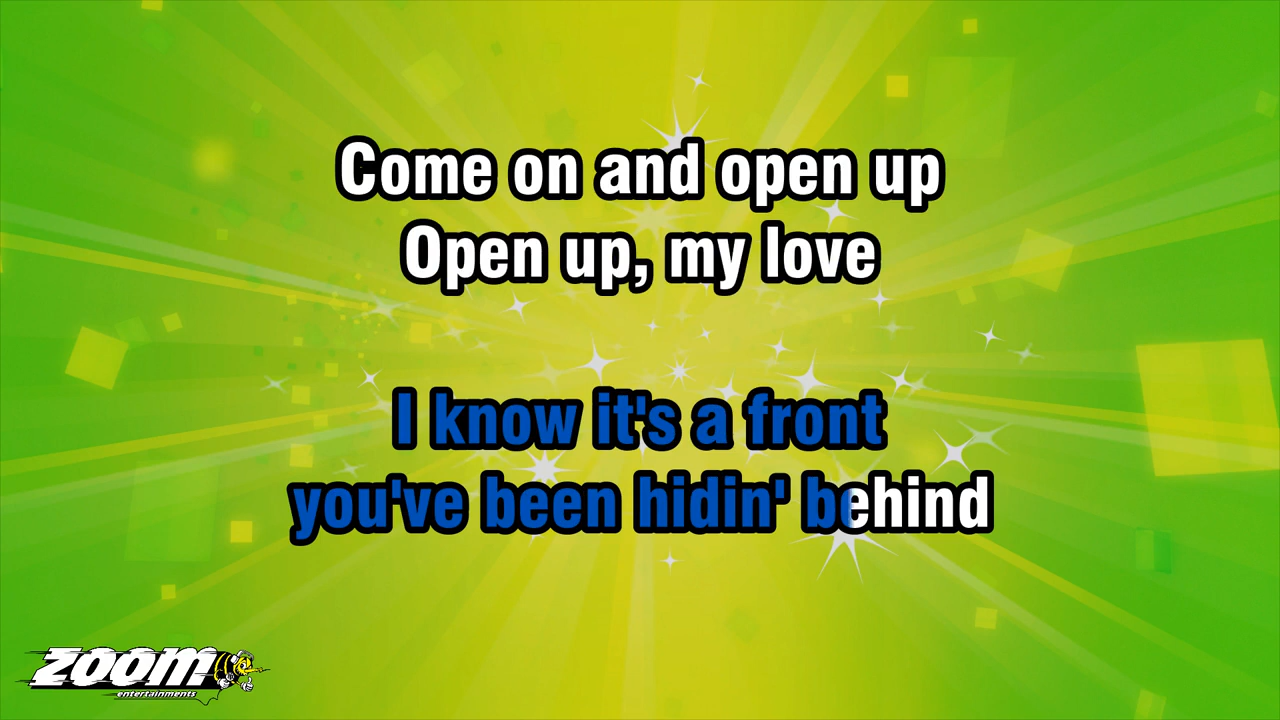 Come on and open up
Open up, my love
I know it's a front
you've been hidin' behind
ZOOM
entertainments